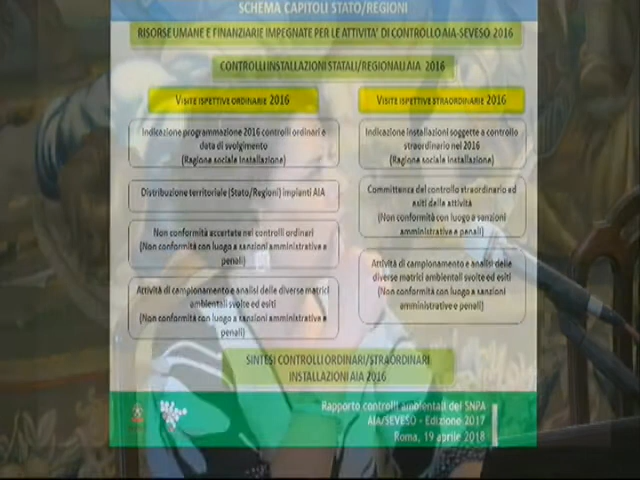 SCHEMA CAPITOLI STATO/REGIONI
RISORSE UMANE E FINANZIARIE IMPEGNATE PER LE ATTIVITA' DI CONTROLLO AIA-SEVESO 2016
CONTROLLI INSTALLAZIONI STATALI/REGIONALI AIA 2016
VISITE ISPETTIVE ORDINARIE 2016
Indicazione programmazione 2016 controlli ordinari e
data di svolgimento
(Ragione sociale Installazione)
Distribuzione territoriale (Stato/Regioni) impianti AIA
Non conformità accertate nei controlli ordinari
(Non conformità con luogo a sanzioni amministrative e
penali)
Attività di campionamento e analisi delle diverse matrici
ambientali svolte ed esiti
(Non conformità con luogo a sanzioni amministrative e
penali)
VISITE ISPETTIVE STRAORDINARIE 2016
Indicazione installazioni soggette a controllo
straordinario nel 2016
(Ragione sociale Installazione)
Committenza del controllo straordinario ed
esiti delle attività
(Non conformità con luogo a sanzioni
amministrative e penali)
Attività di campionamento e analisi delle
diverse matrici ambientali svolte ed esiti
(Non conformità con luogo a sanzioni
amministrative e penali)
SINTESI CONTROLLI ORDINARI/STRAORDINARI
INSTALLAZIONI AIA 2016
Rapporto controlli ambientali del SNPA
AIA/SEVESO - Edizione 2017
Roma, 19 aprile 2018